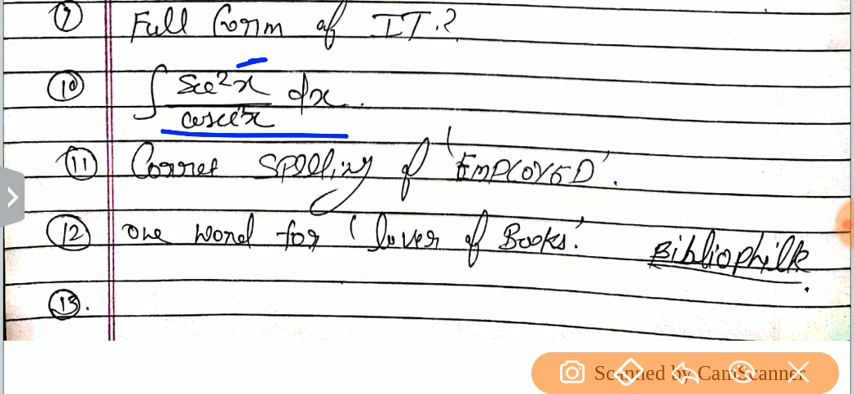 9 Full Form of IT.?
10 ∫ Sec²x / cosec²x dx.
11 Corret Spelling of 'EMPLOYED'.
12 one word for 'lover of Books.' Bibliophile.
13.
Scanned by CamScanner